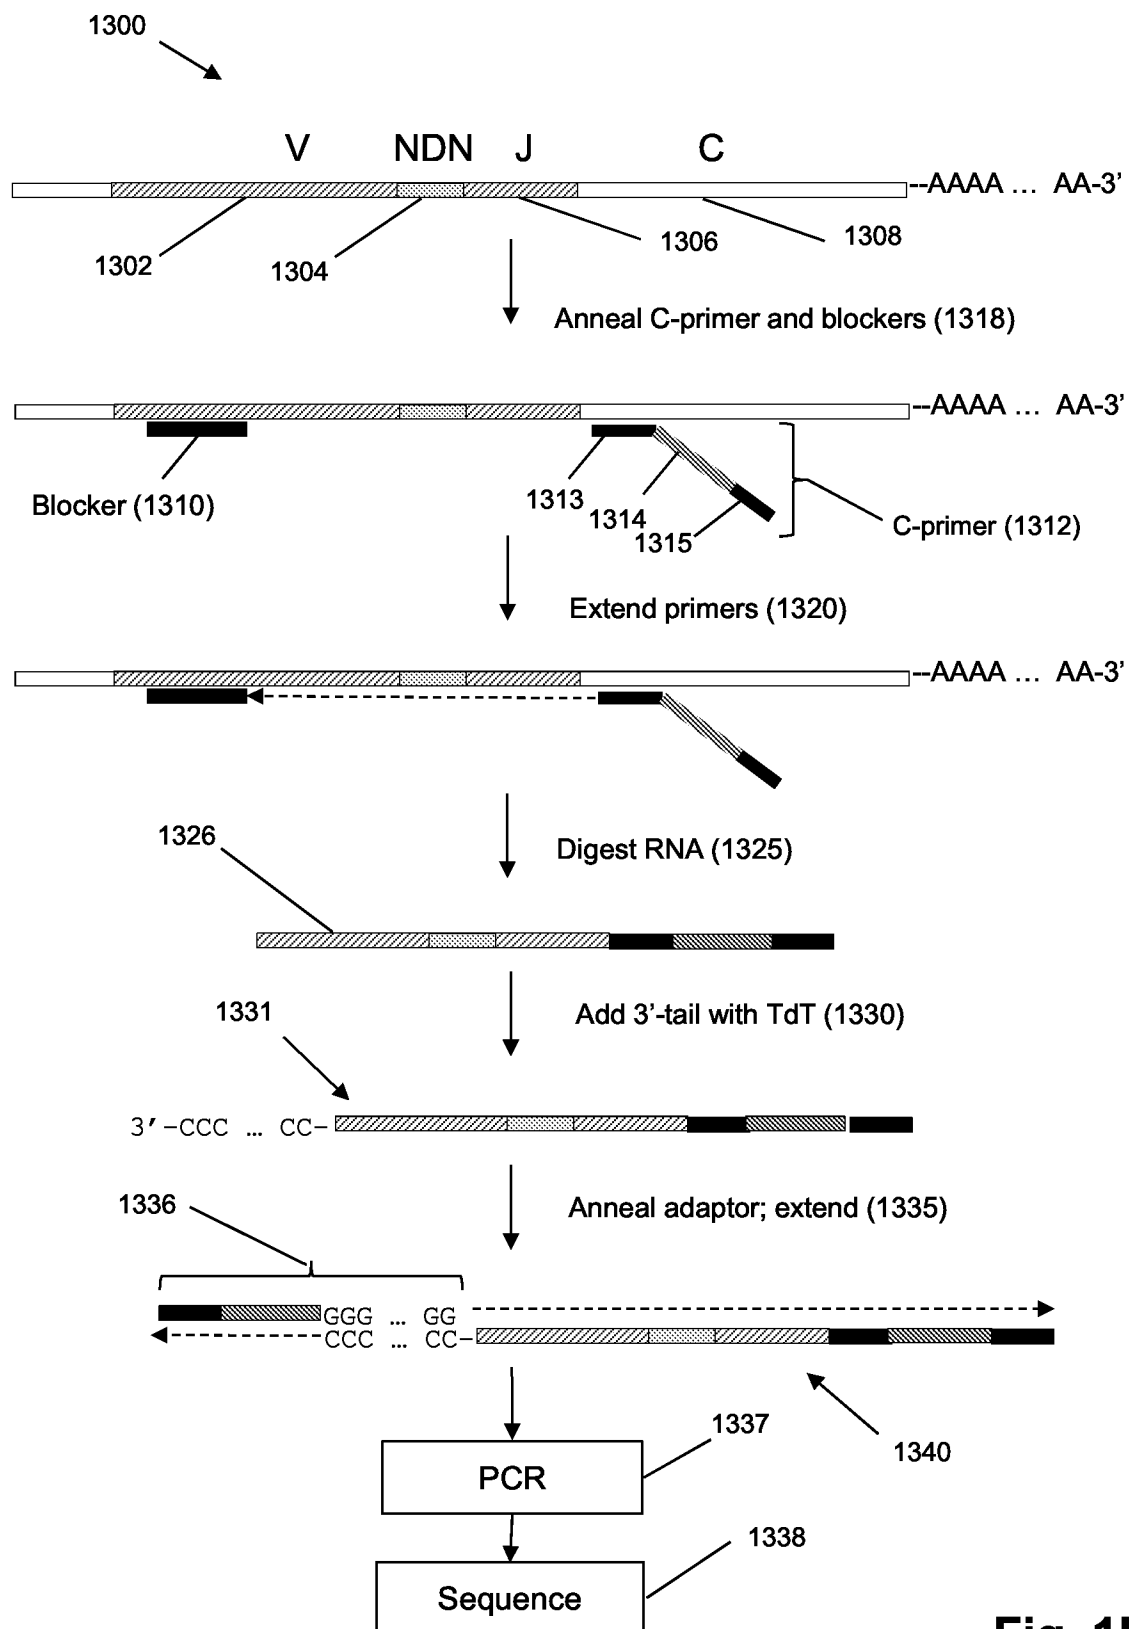 1300
V NDN J C
--AAAA ... AA-3'
1302 1304 1306 1308
Anneal C-primer and blockers (1318)
--AAAA ... AA-3'
Blocker (1310) 1313 1314 1315 C-primer (1312)
Extend primers (1320)
--AAAA ... AA-3'
1326
Digest RNA (1325)
1331
Add 3'-tail with TdT (1330)
3'-CCC ... CC-
1336
Anneal adaptor; extend (1335)
GGG ... GG
CCC ... CC-
1337
PCR
1340
1338
Sequence